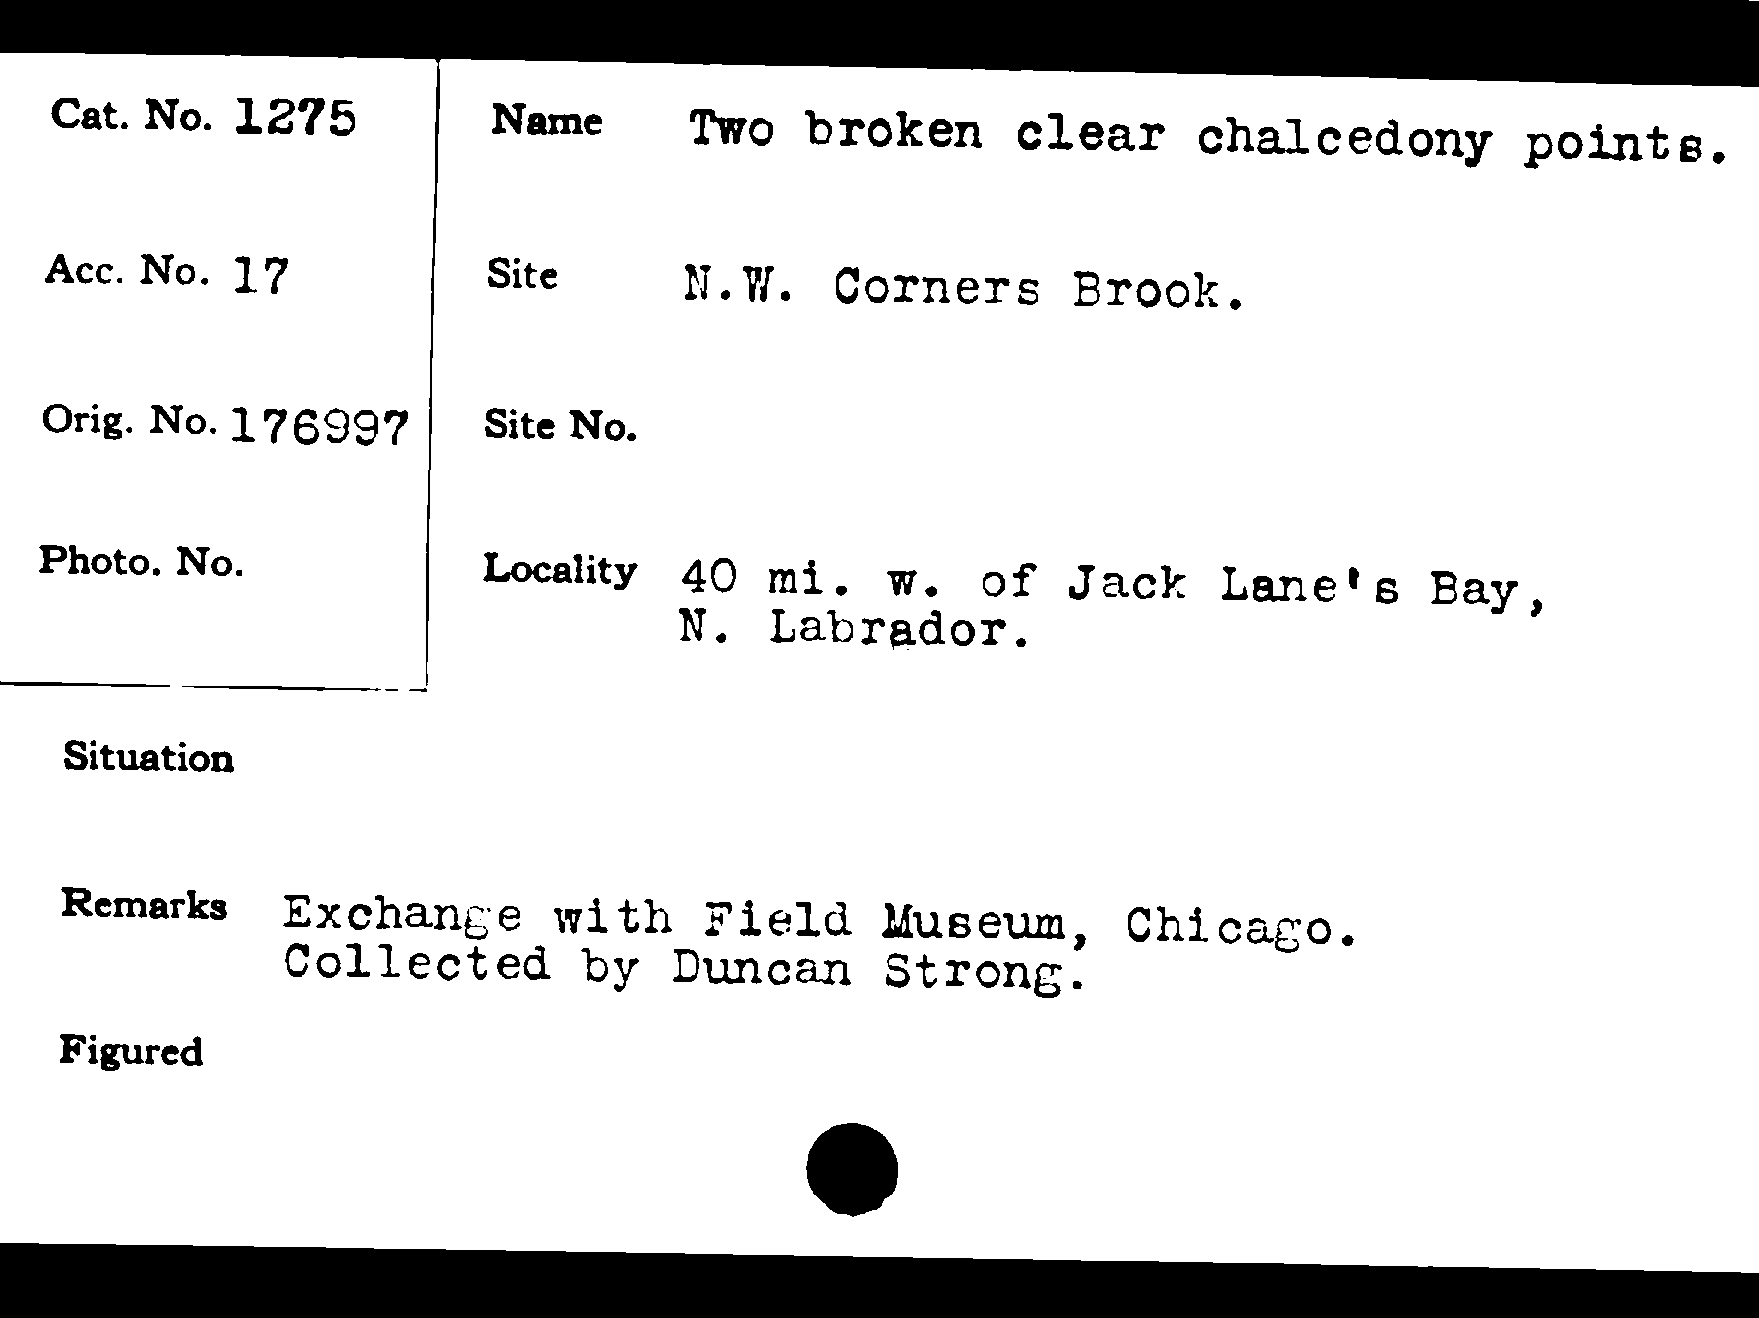 Cat. No. 1275
Name Two broken clear chalcedony points.
Acc. No. 17
Site N.W. Corners Brook.
Orig. No. 176997
Site No.
Photo. No.
Locality 40 mi. w. of Jack Lane's Bay,
N. Labrador.
Situation
Remarks Exchange with Field Museum, Chicago.
Collected by Duncan Strong.
Figured